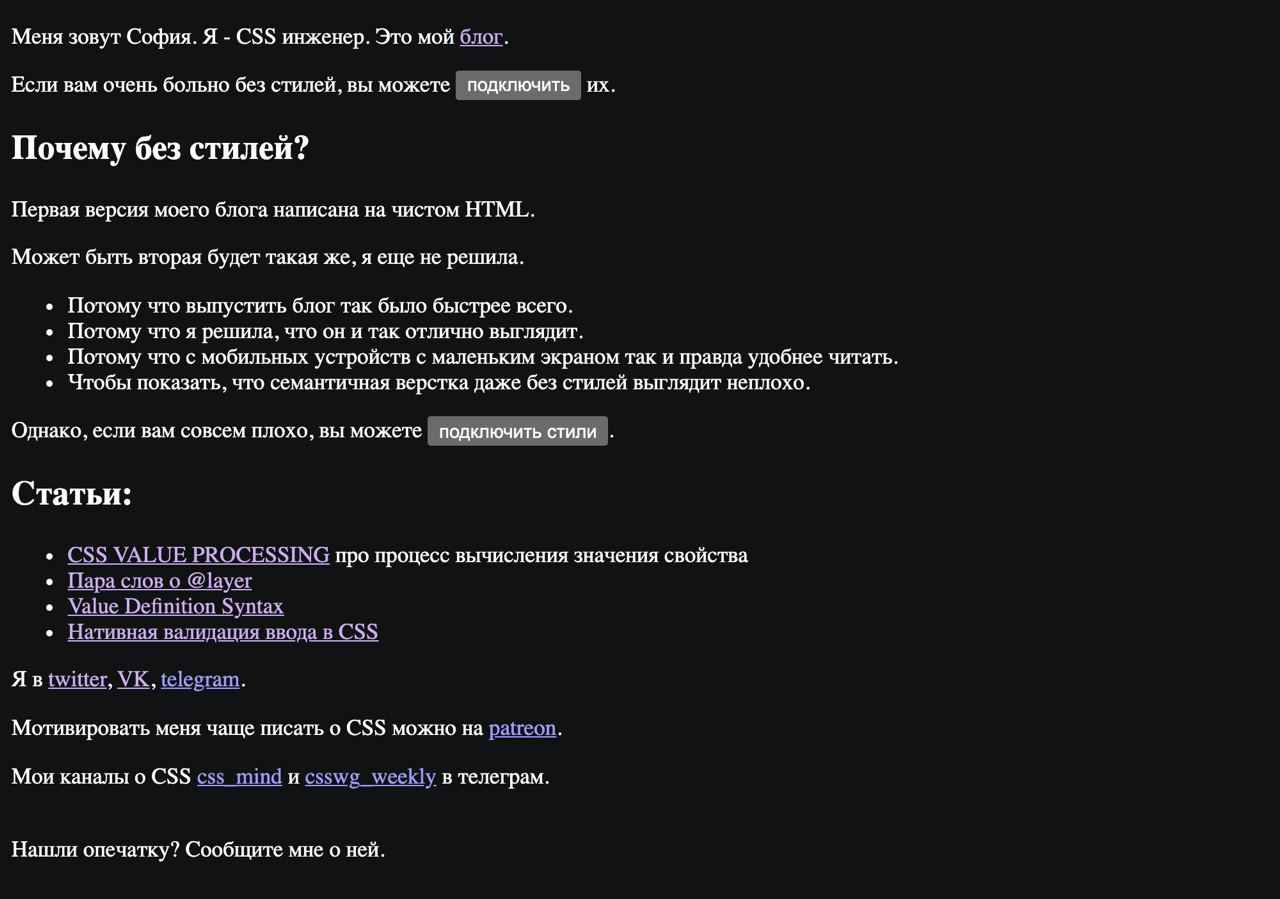 Меня зовут София. Я - CSS инженер. Это мой блог.
Если вам очень больно без стилей, вы можете подключить их.
Почему без стилей?
Первая версия моего блога написана на чистом HTML.
Может быть вторая будет такая же, я еще не решила.
• Потому что выпустить блог так было быстрее всего.
• Потому что я решила, что он и так отлично выглядит.
• Потому что с мобильных устройств с маленьким экраном так и правда удобнее читать.
• Чтобы показать, что семантичная верстка даже без стилей выглядит неплохо.
Однако, если вам совсем плохо, вы можете подключить стили.
Статьи:
• CSS VALUE PROCESSING про процесс вычисления значения свойства
• Пара слов о @layer
• Value Definition Syntax
• Нативная валидация ввода в CSS
Я в twitter, VK, telegram.
Мотивировать меня чаще писать о CSS можно на patreon.
Мои каналы о CSS css_mind и csswg_weekly в телеграм.
Нашли опечатку? Сообщите мне о ней.